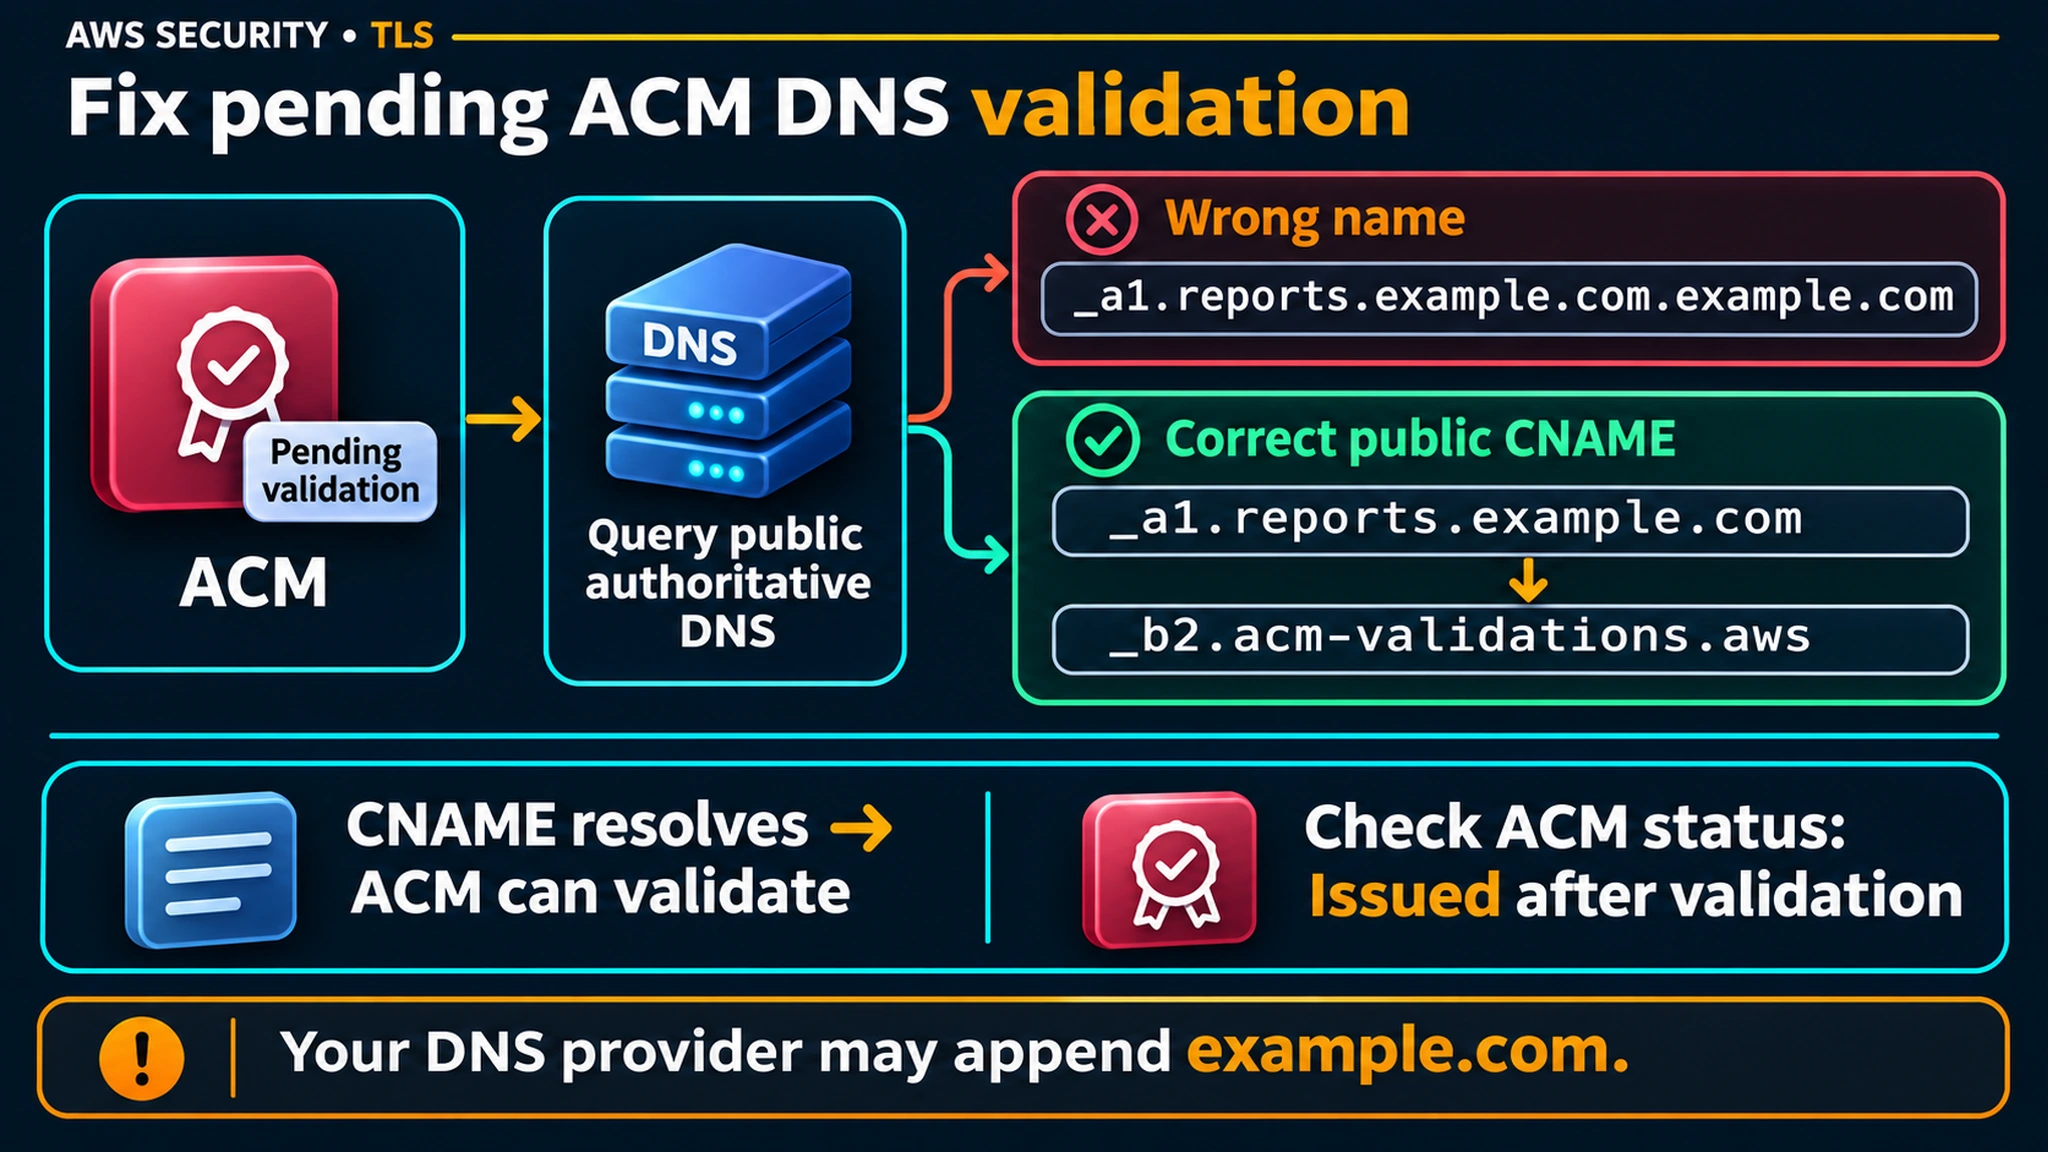 AWS SECURITY • TLS
Fix pending ACM DNS validation
Pending
validation
ACM
DNS
Query public
authoritative
DNS
Wrong name
_a1.reports.example.com.example.com
Correct public CNAME
_a1.reports.example.com
_b2.acm-validations.aws
CNAME resolves →
ACM can validate
Check ACM status:
Issued after validation
Your DNS provider may append example.com.